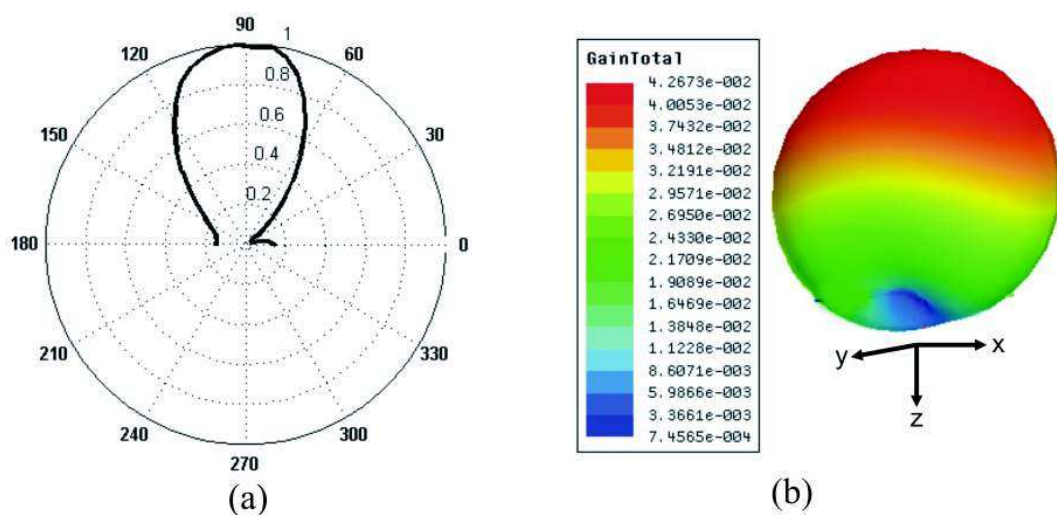 90
1
120
60
0.8
0.6
150
30
0.4
0.2
180
0
210
330
240
300
270
(a)
GainTotal
4.2673e-002
4.0053e-002
3.7432e-002
3.4812e-002
3.2191e-002
2.9571e-002
2.6950e-002
2.4330e-002
2.1709e-002
1.9089e-002
1.6469e-002
1.3848e-002
1.1228e-002
8.6071e-003
5.9866e-003
3.3661e-003
7.4565e-004
y
x
z
(b)